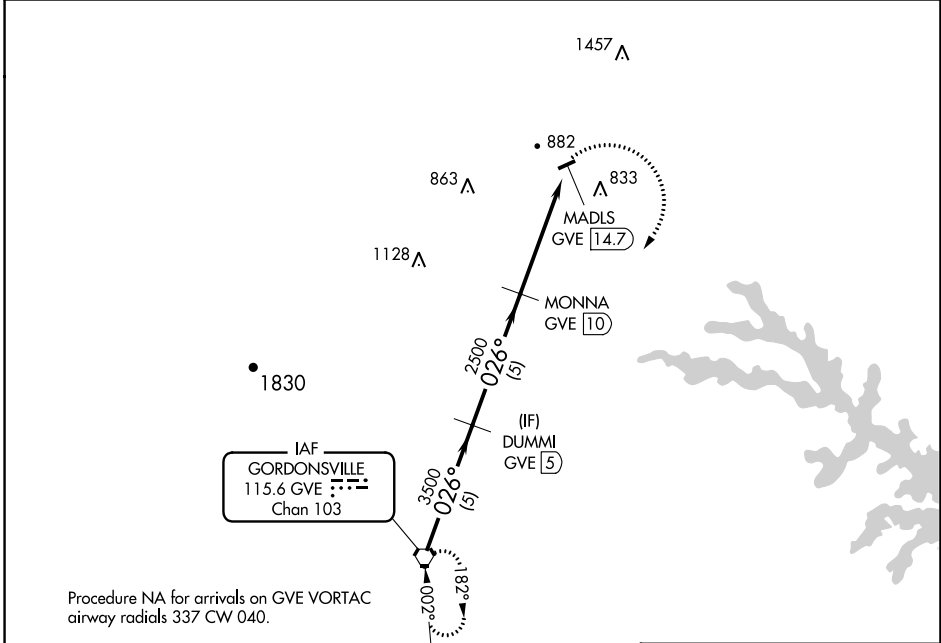 1457
882
863
833
MADLS
GVE 14.7
1128
MONNA
GVE 10
2500
026°
(5)
1830
(IF)
DUMMI
GVE 5
IAF
GORDONSVILLE
115.6 GVE
Chan 103
3500
026°
(5)
182°
002°
Procedure NA for arrivals on GVE VORTAC
airway radials 337 CW 040.